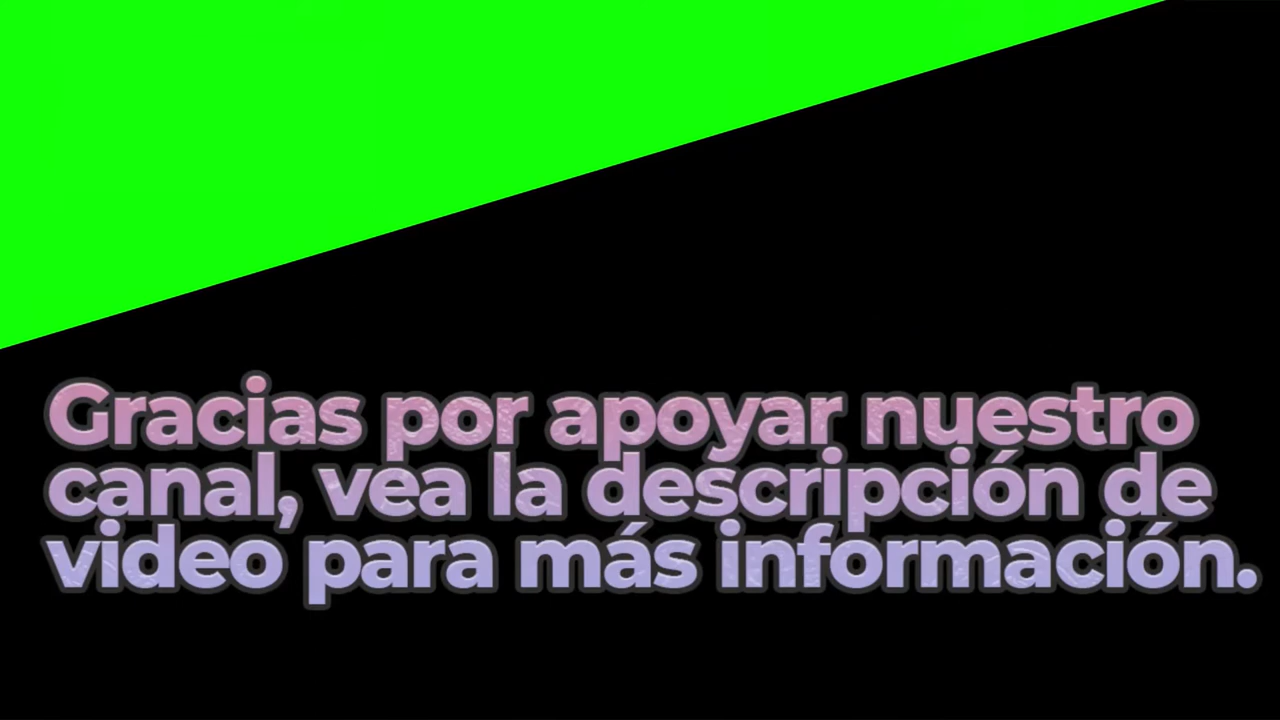 Gracias por apoyar nuestro
canal, vea la descripción de
video para más información.